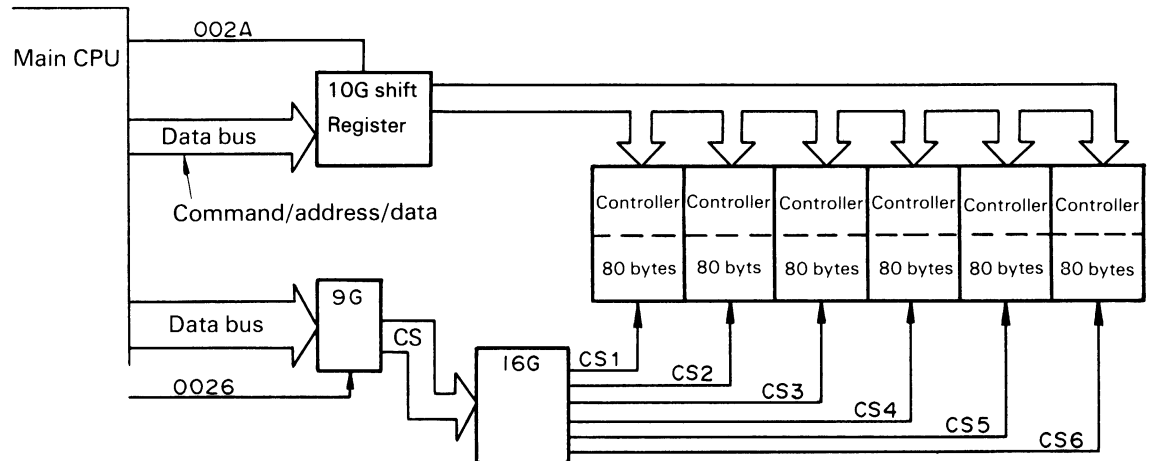 Main CPU
002A
10G shift
Register
Data bus
Command/address/data
Controller
Controller
Controller
Controller
Controller
Controller
80 bytes
80 byts
80 bytes
80 bytes
80 bytes
80 bytes
Data bus
9G
CS
0026
16G
CS1
CS2
CS3
CS4
CS5
CS6